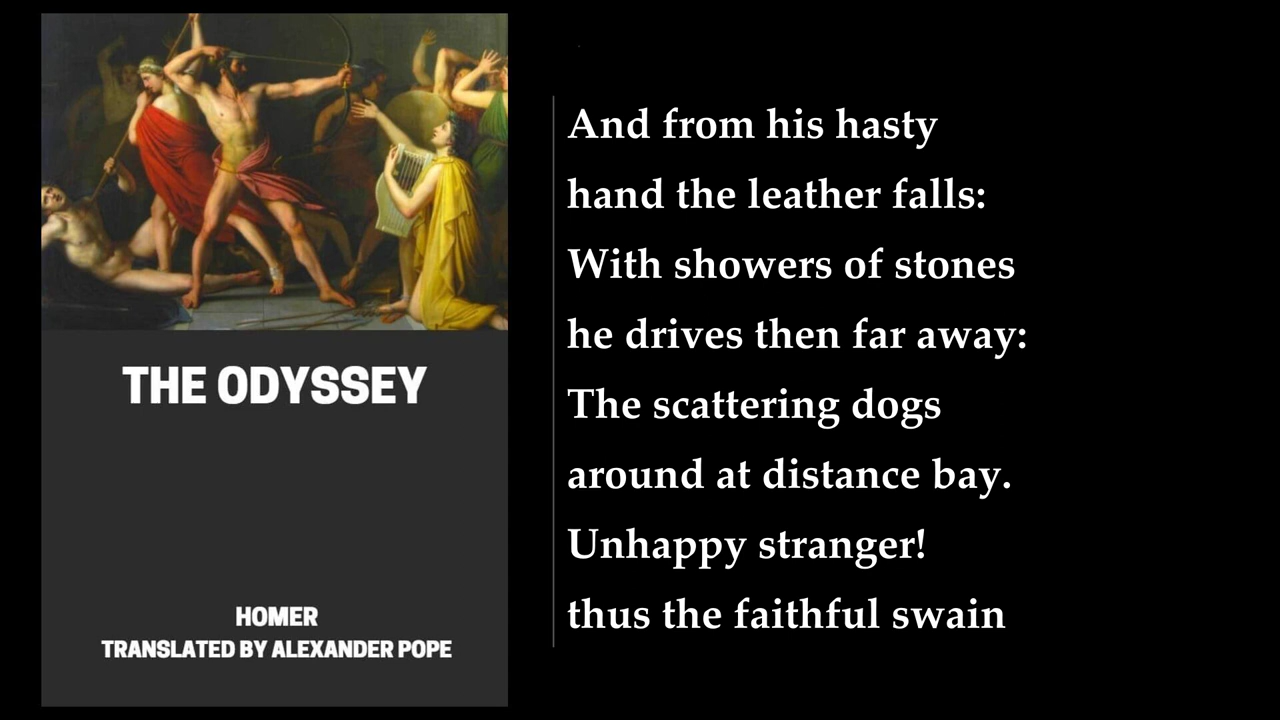 THE ODYSSEY
HOMER
TRANSLATED BY ALEXANDER POPE
And from his hasty
hand the leather falls:
With showers of stones
he drives then far away:
The scattering dogs
around at distance bay.
Unhappy stranger!
thus the faithful swain